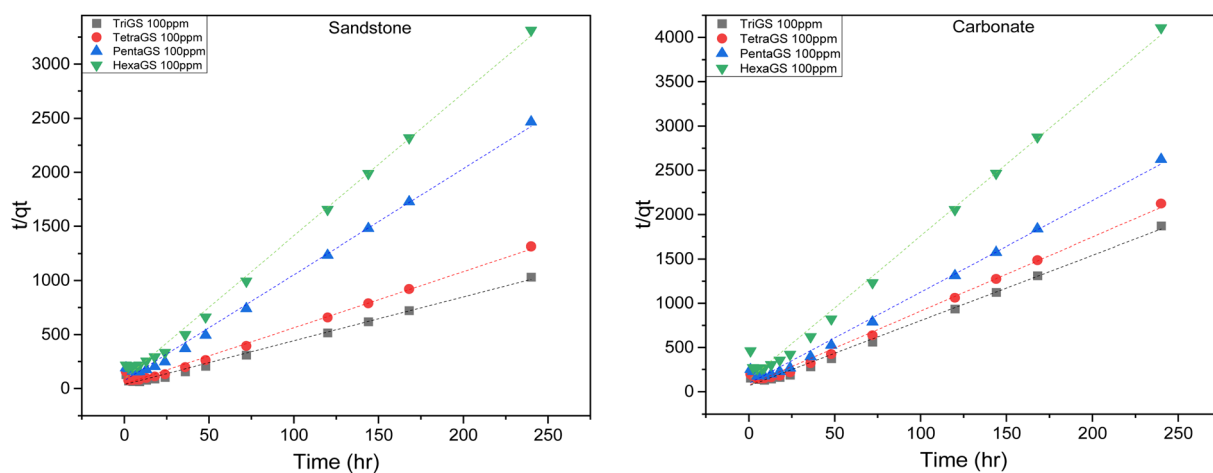 Sandstone
TriGS 100ppm
TetraGS 100ppm
PentaGS 100ppm
HexaGS 100ppm
t/qt
3000
2500
2000
1500
1000
500
0
0 50 100 150 200 250
Time (hr)
Carbonate
TriGS 100ppm
TetraGS 100ppm
PentaGS 100ppm
HexaGS 100ppm
t/qt
4000
3500
3000
2500
2000
1500
1000
500
0
0 50 100 150 200 250
Time (hr)